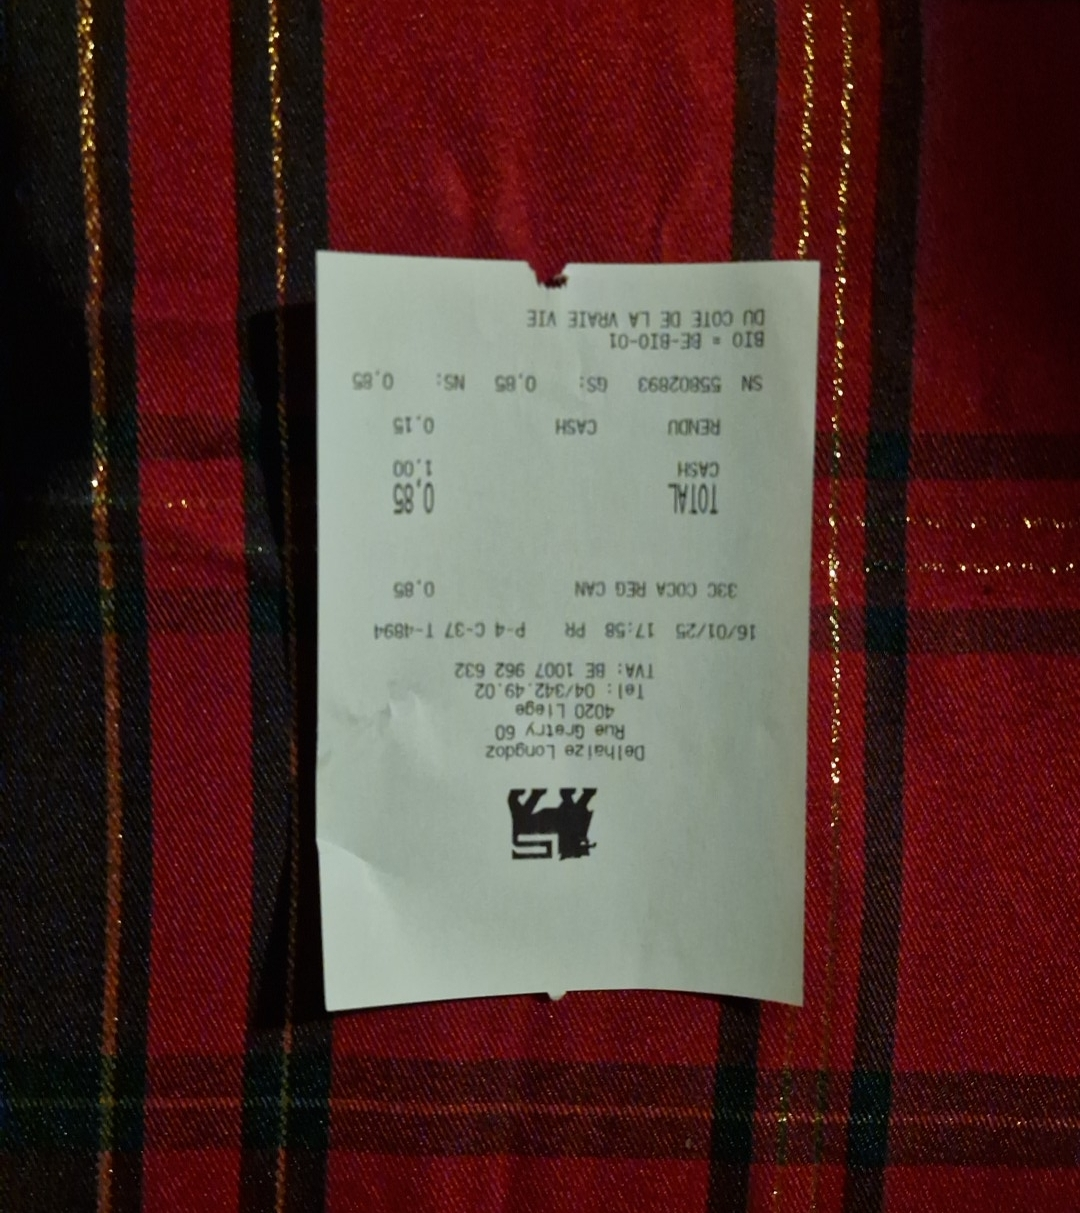 Delhaize Longdoz
Rue Gretry 60
4020 Liege
Tel: 04/342.49.02
TVA: BE 1007 962 632
16/01/25 17:58 PR P-4 C-37 T-4894
33C COCA REG CAN 0,85
TOTAL 0,85
CASH 1,00
RENDU CASH 0,15
SN 55802893 GS: 0,85 NS: 0,85
BIO = BE-BIO-01
DU COTE DE LA VRAIE VIE